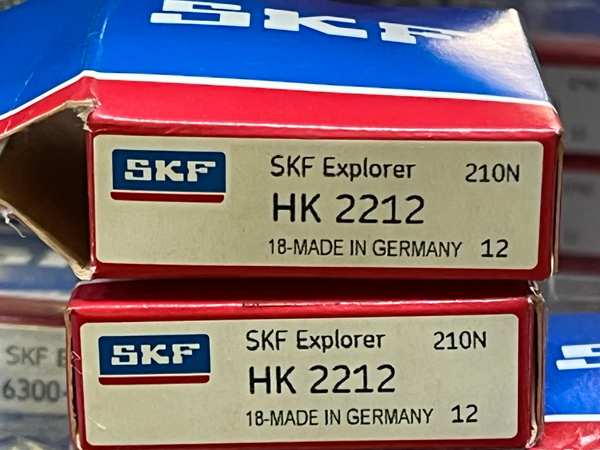 SKF
SKF
SKF Explorer 210N
HK 2212
18-MADE IN GERMANY 12
SKF
SKF Explorer 210N
HK 2212
18-MADE IN GERMANY 12
SKF
6300-